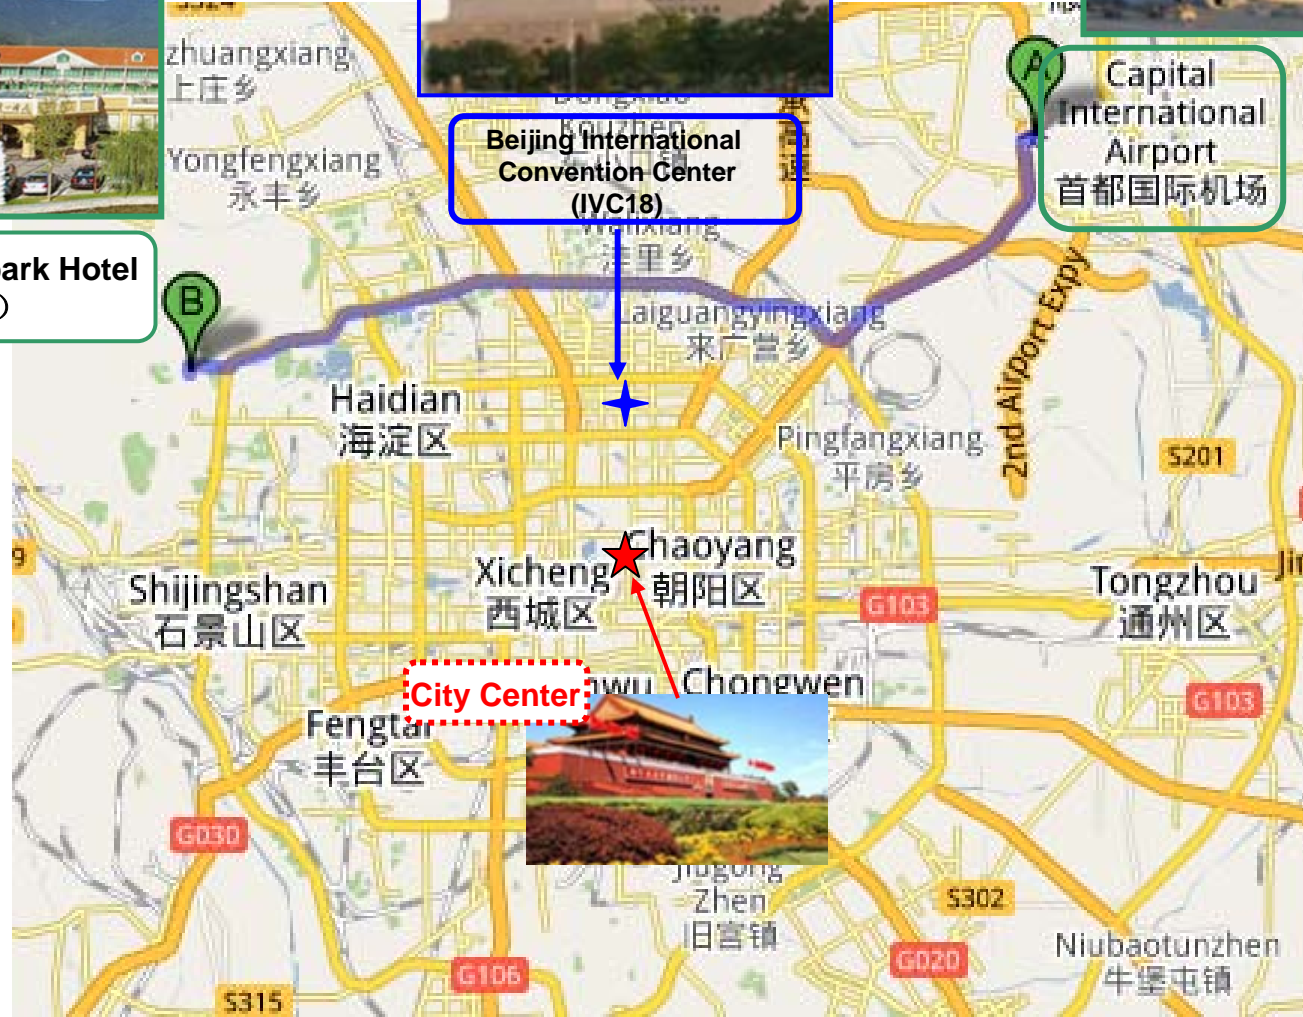 zhuangxiang
上庄乡
Yongfengxiang
永丰乡
Beijing International
Convention Center
(IVC18)
A
Capital
International
Airport
首都国际机场
ark Hotel
B
Laiguangyingxiang
来广营乡
2nd Airport Expy
Haidian
海淀区
Pingfangxiang
平房乡
S201
Chaoyang
朝阳区
Xicheng
西城区
Shijingshan
石景山区
G103
Tongzhou
通州区
City Center
Chongwen
G103
Fengtai
丰台区
G030
Zhen
旧宫镇
S302
Niubaotunzhen
牛堡屯镇
G020
G106
S315